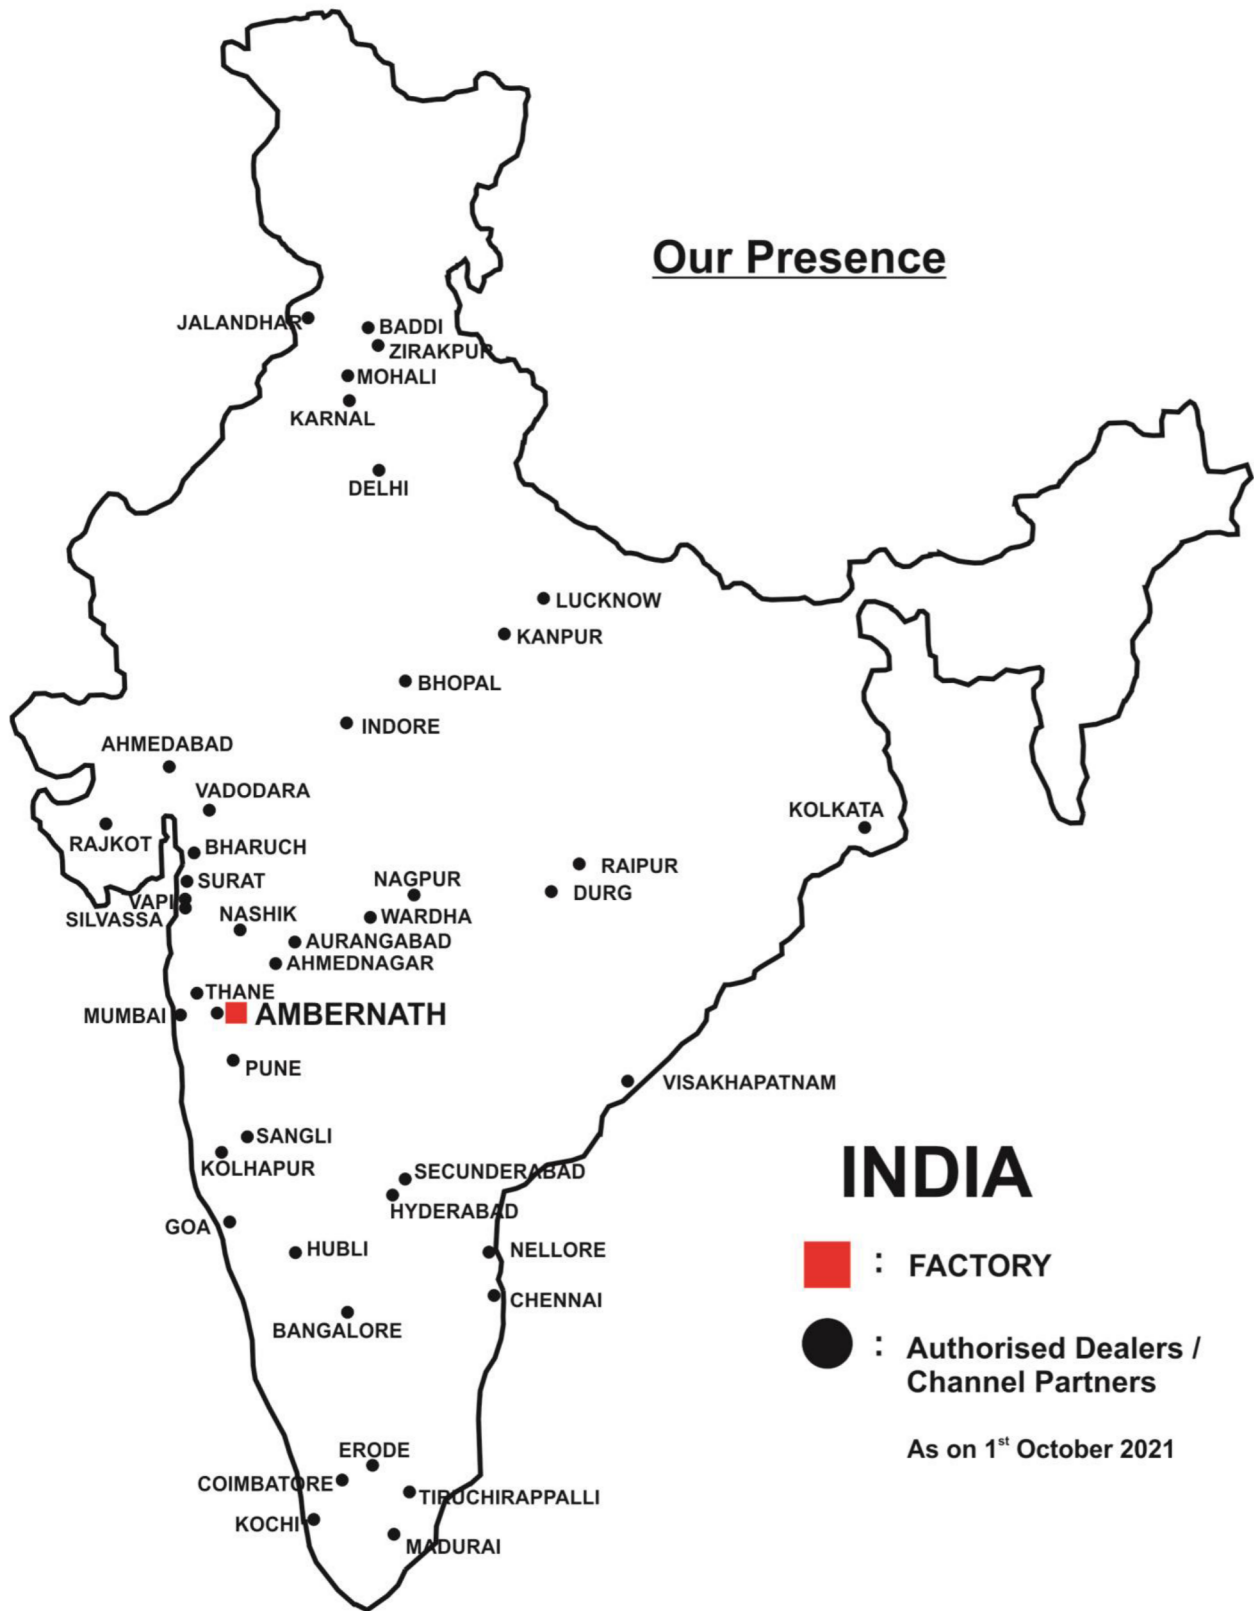 Our Presence
JALANDHAR
BADDI
ZIRAKPUR
MOHALI
KARNAL
DELHI
LUCKNOW
KANPUR
BHOPAL
INDORE
AHMEDABAD
VADODARA
KOLKATA
RAJKOT
BHARUCH
RAIPUR
SURAT
NAGPUR
DURG
VAPI
SILVASSA
NASHIK
WARDHA
AURANGABAD
AHMEDNAGAR
THANE
MUMBAI
AMBERNATH
PUNE
VISAKHAPATNAM
SANGLI
KOLHAPUR
SECUNDERABAD
HYDERABAD
GOA
HUBLI
NELLORE
CHENNAI
BANGALORE
INDIA
: FACTORY
: Authorised Dealers /
Channel Partners
As on 1st October 2021
ERODE
COIMBATORE
TIRUCHIRAPPALLI
KOCHI
MADURAI